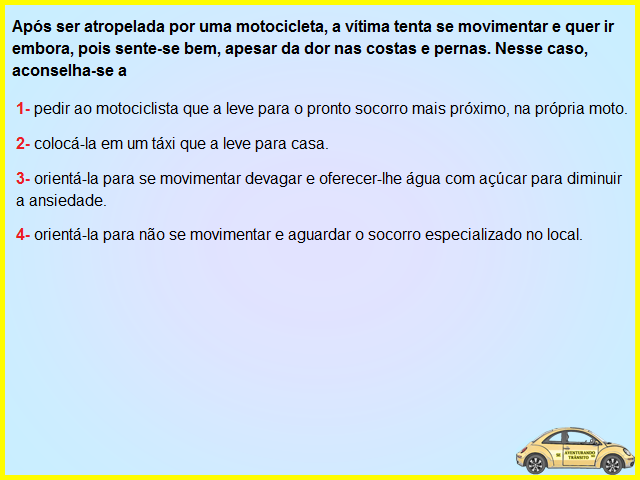 Após ser atropelada por uma motocicleta, a vítima tenta se movimentar e quer ir
embora, pois sente-se bem, apesar da dor nas costas e pernas. Nesse caso,
aconselha-se a
1- pedir ao motociclista que a leve para o pronto socorro mais próximo, na própria moto.
2- colocá-la em um táxi que a leve para casa.
3- orientá-la para se movimentar devagar e oferecer-lhe água com açúcar para diminuir
a ansiedade.
4- orientá-la para não se movimentar e aguardar o socorro especializado no local.
AVENTURANDO
TRÂNSITO